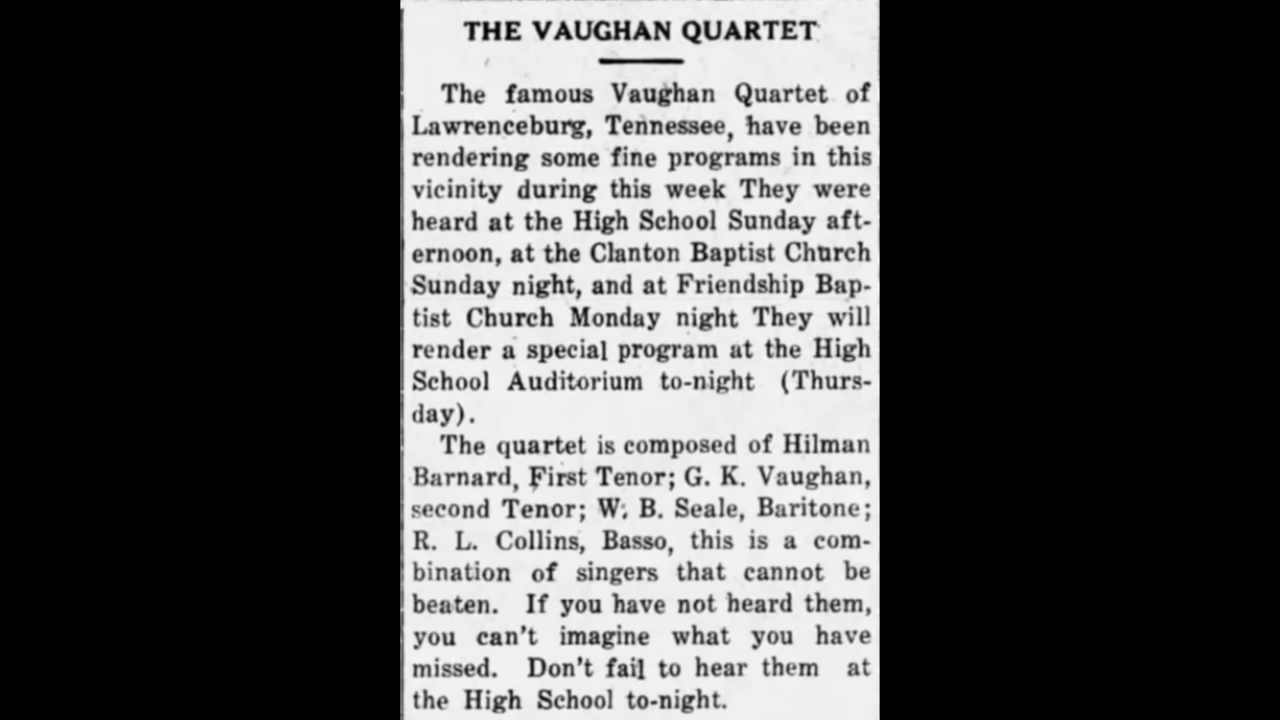 THE VAUGHAN QUARTET
The famous Vaughan Quartet of
Lawrenceburg, Tennessee, have been
rendering some fine programs in this
vicinity during this week They were
heard at the High School Sunday aft-
ernoon, at the Clanton Baptist Church
Sunday night, and at Friendship Bap-
tist Church Monday night They will
render a special program at the High
School Auditorium to-night (Thurs-
day).
The quartet is composed of Hilman
Barnard, First Tenor; G. K. Vaughan,
second Tenor; W. B. Seale, Baritone;
R. L. Collins, Basso, this is a com-
bination of singers that cannot be
beaten. If you have not heard them,
you can't imagine what you have
missed. Don't fail to hear them at
the High School to-night.